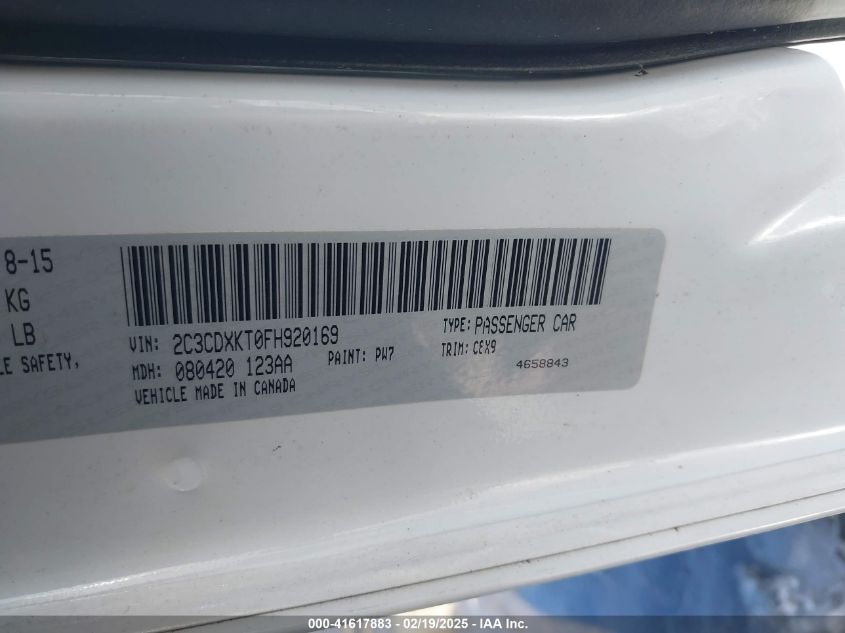 8-15
KG
LB
LE SAFETY,
VIN: 2C3CDXKT0FH920169
TYPE: PASSENGER CAR
MDH: 080420 123AA
PAINT: PW7
TRIM: CEX9
4658843
VEHICLE MADE IN CANADA
000-41617883 - 02/19/2025 - IAA Inc.